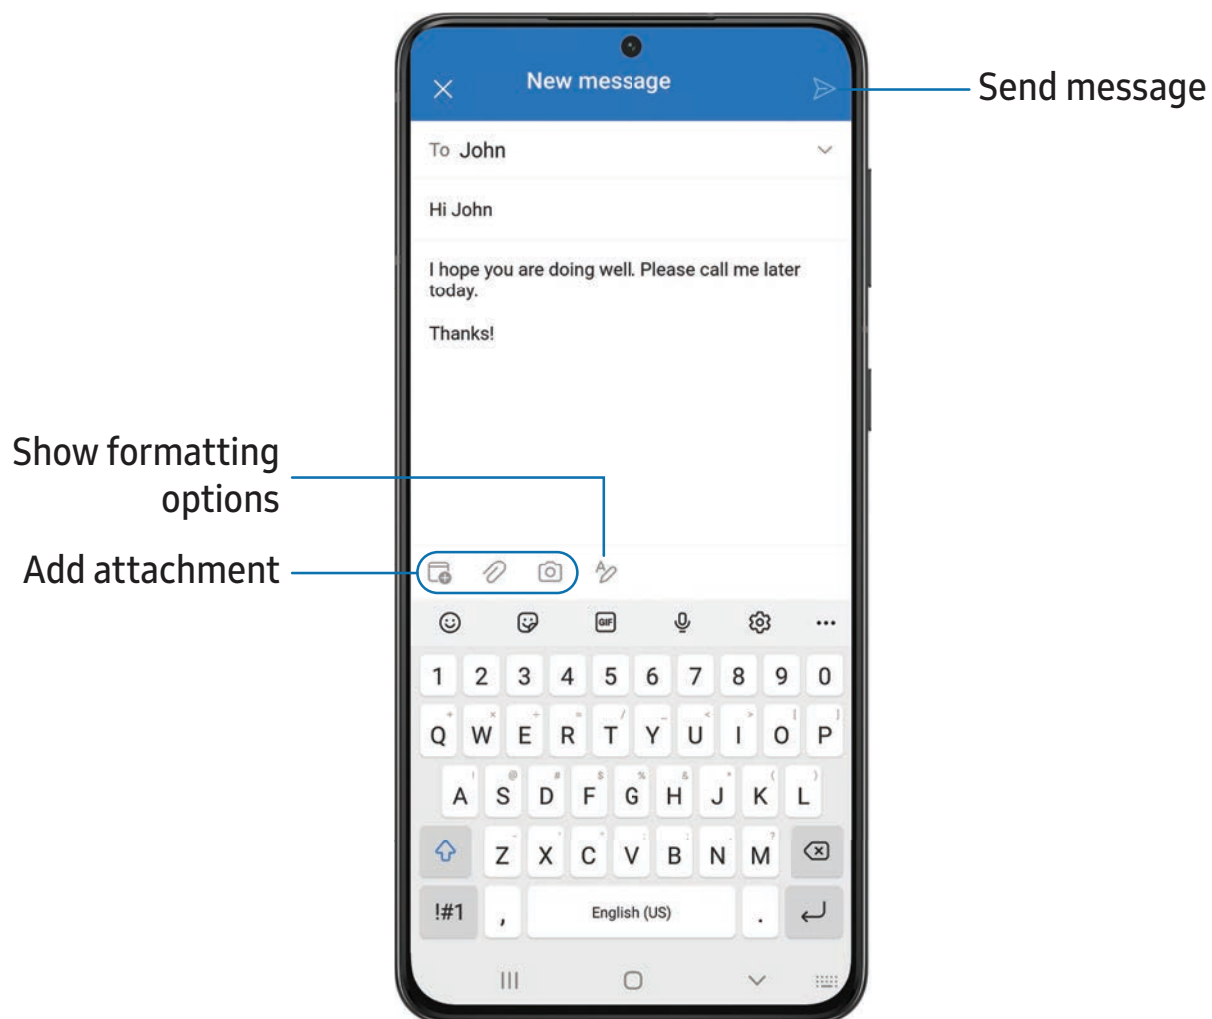 New message
Send message
To John
Hi John
I hope you are doing well. Please call me later
today.
Thanks!
Show formatting
options
Add attachment
GIF
1 2 3 4 5 6 7 8 9 0
Q W E R T Y U I O P
A S D F G H J K L
Z X C V B N M
!#1 , English (US) .